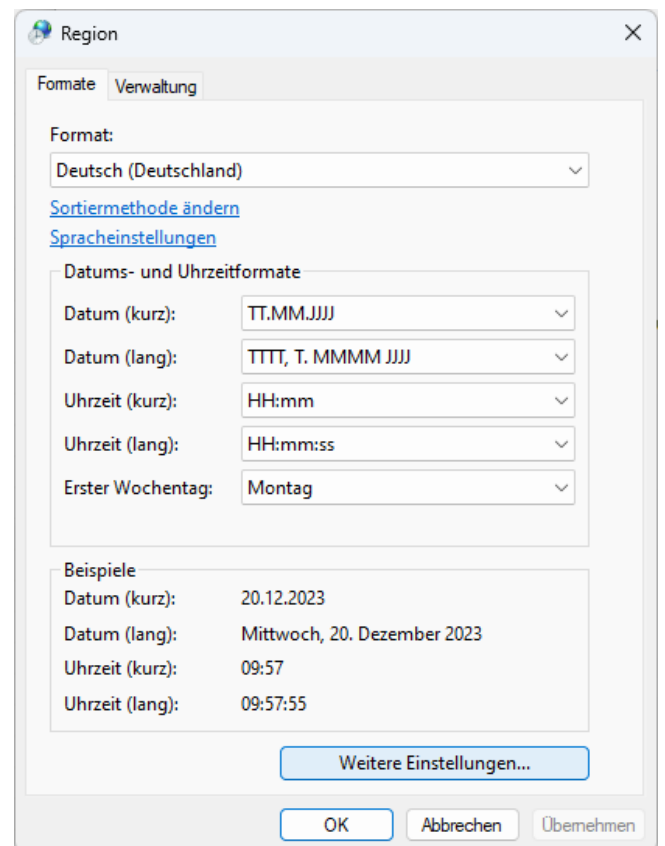 Region
Formate Verwaltung
Format:
Deutsch (Deutschland)
Sortiermethode ändern
Spracheinstellungen
Datums- und Uhrzeitformate
Datum (kurz): TT.MM.JJJJ
Datum (lang): TTTT, T. MMMM JJJJ
Uhrzeit (kurz): HH:mm
Uhrzeit (lang): HH:mm:ss
Erster Wochentag: Montag
Beispiele
Datum (kurz): 20.12.2023
Datum (lang): Mittwoch, 20. Dezember 2023
Uhrzeit (kurz): 09:57
Uhrzeit (lang): 09:57:55
Weitere Einstellungen...
OK Abbrechen Übernehmen